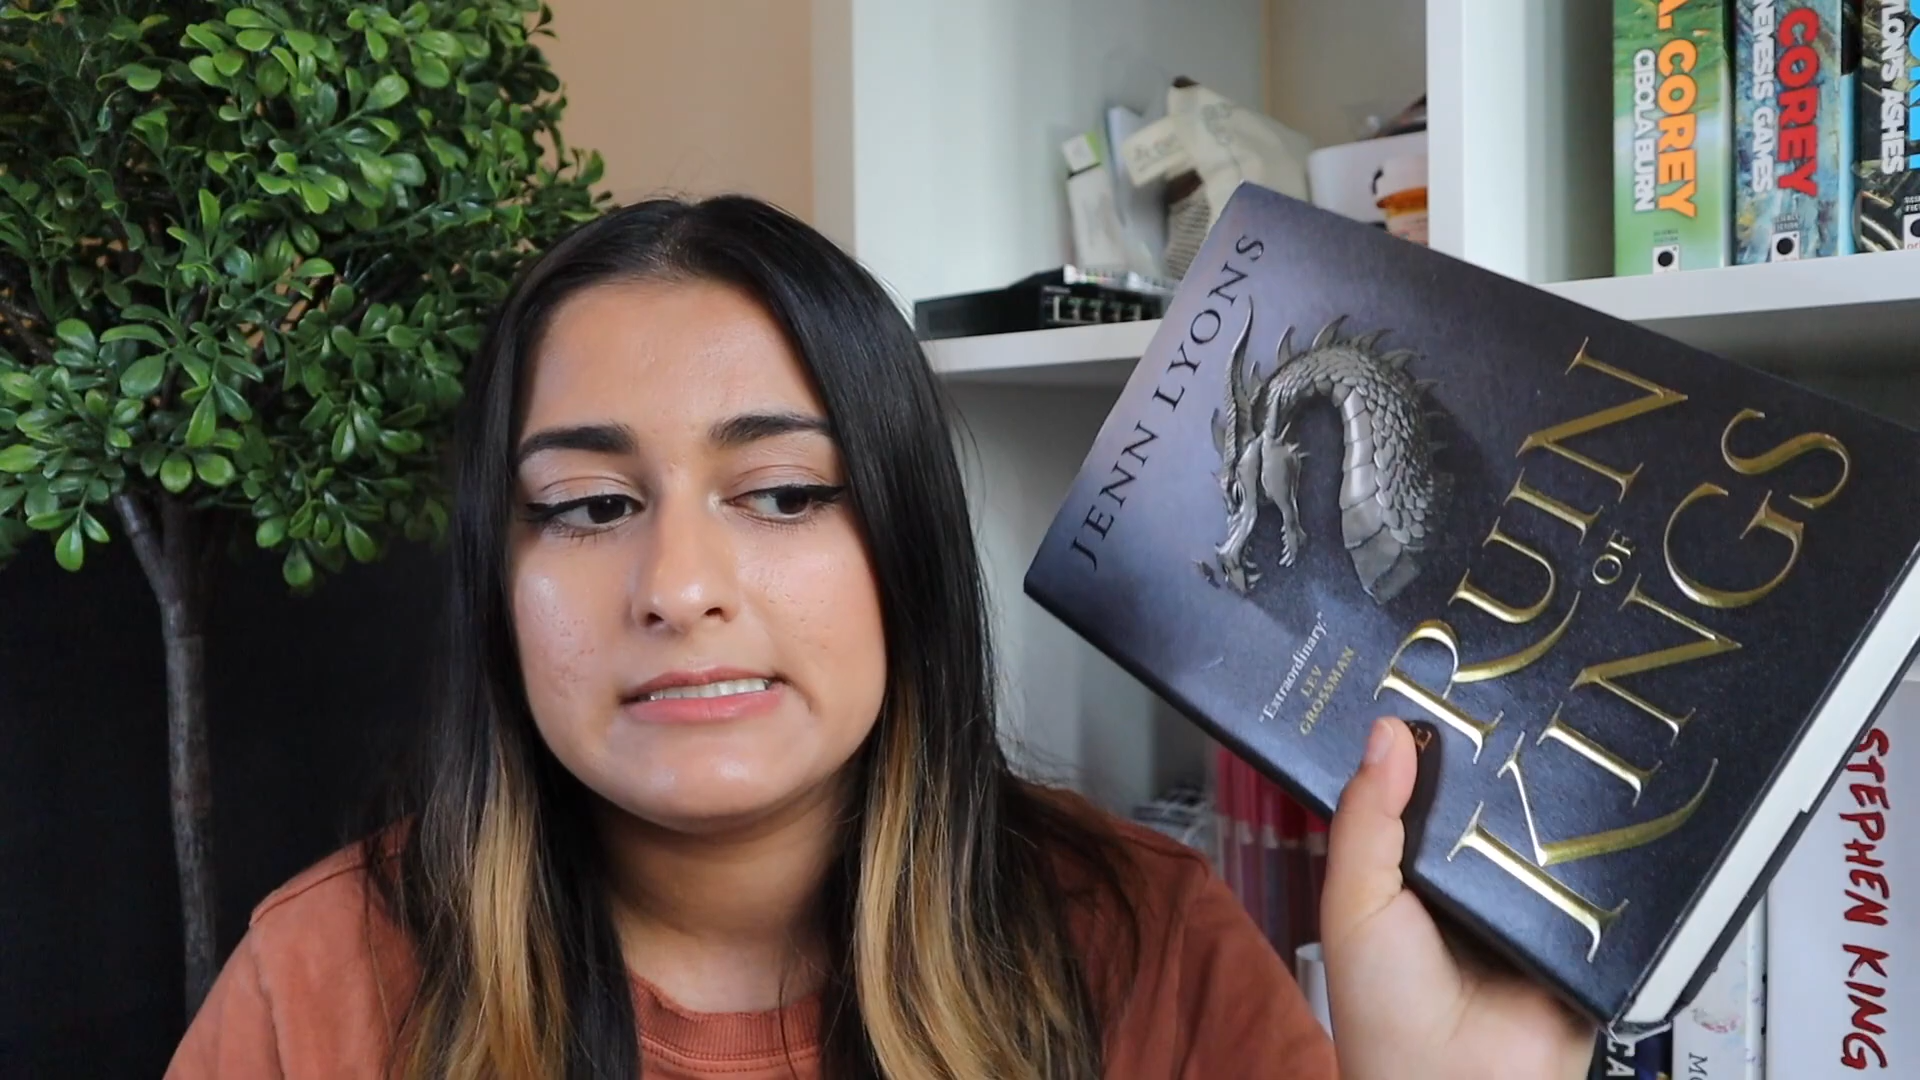 JENN LYONS
RUIN
OF
KINGS
"Extraordinary."
LEV
GROSSMAN
COREY
CIBOLA BURN
COREY
NEMESIS GAMES
ASHES
STEPHEN KING